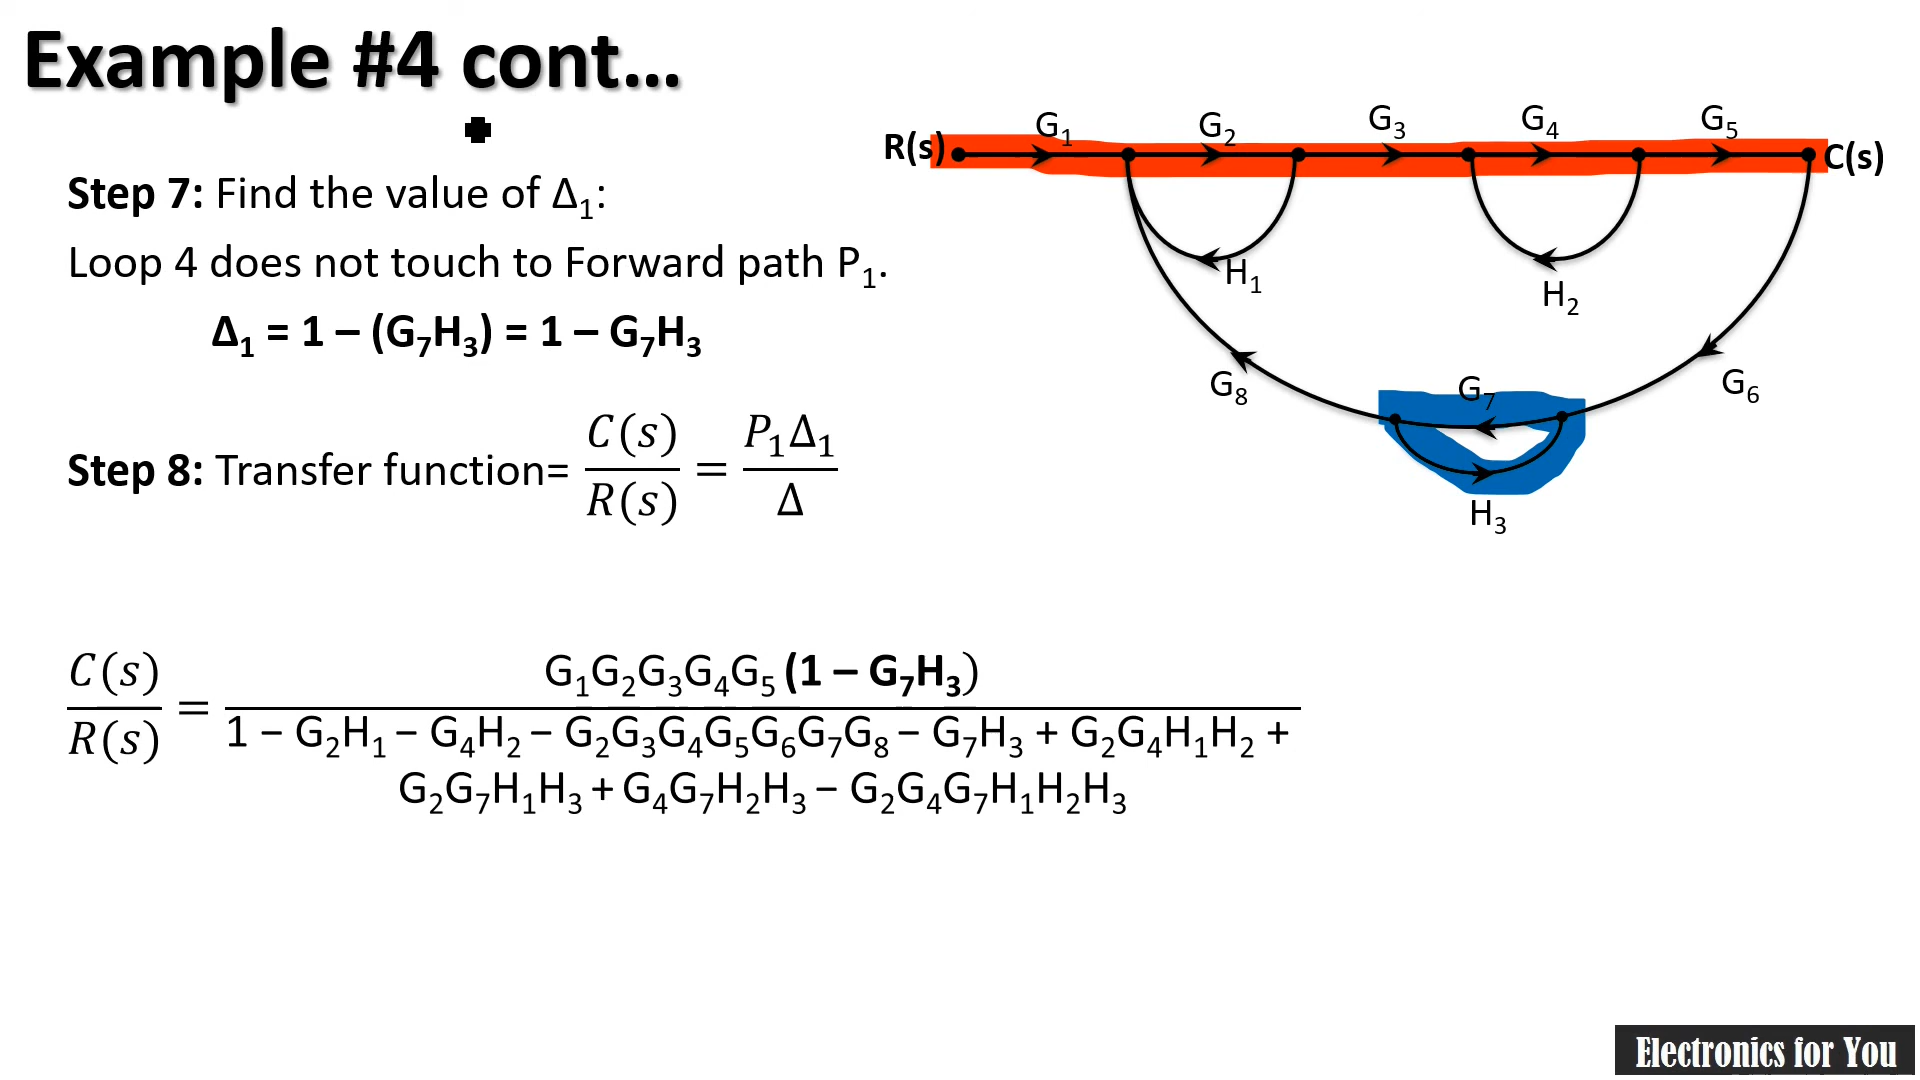 Example #4 cont...
Step 7: Find the value of Δ₁:
Loop 4 does not touch to Forward path P₁.
Δ₁ = 1 – (G₇H₃) = 1 – G₇H₃
Step 8: Transfer function= C(s)/R(s) = P₁Δ₁/Δ
C(s)/R(s) = G₁G₂G₃G₄G₅ (1 – G₇H₃)
1 − G₂H₁ − G₄H₂ − G₂G₃G₄G₅G₆G₇G₈ − G₇H₃ + G₂G₄H₁H₂ +
G₂G₇H₁H₃ + G₄G₇H₂H₃ − G₂G₄G₇H₁H₂H₃
R(s) G₁ G₂ G₃ G₄ G₅ C(s)
H₁ H₂
G₈ G₇ G₆
H₃
Electronics for You